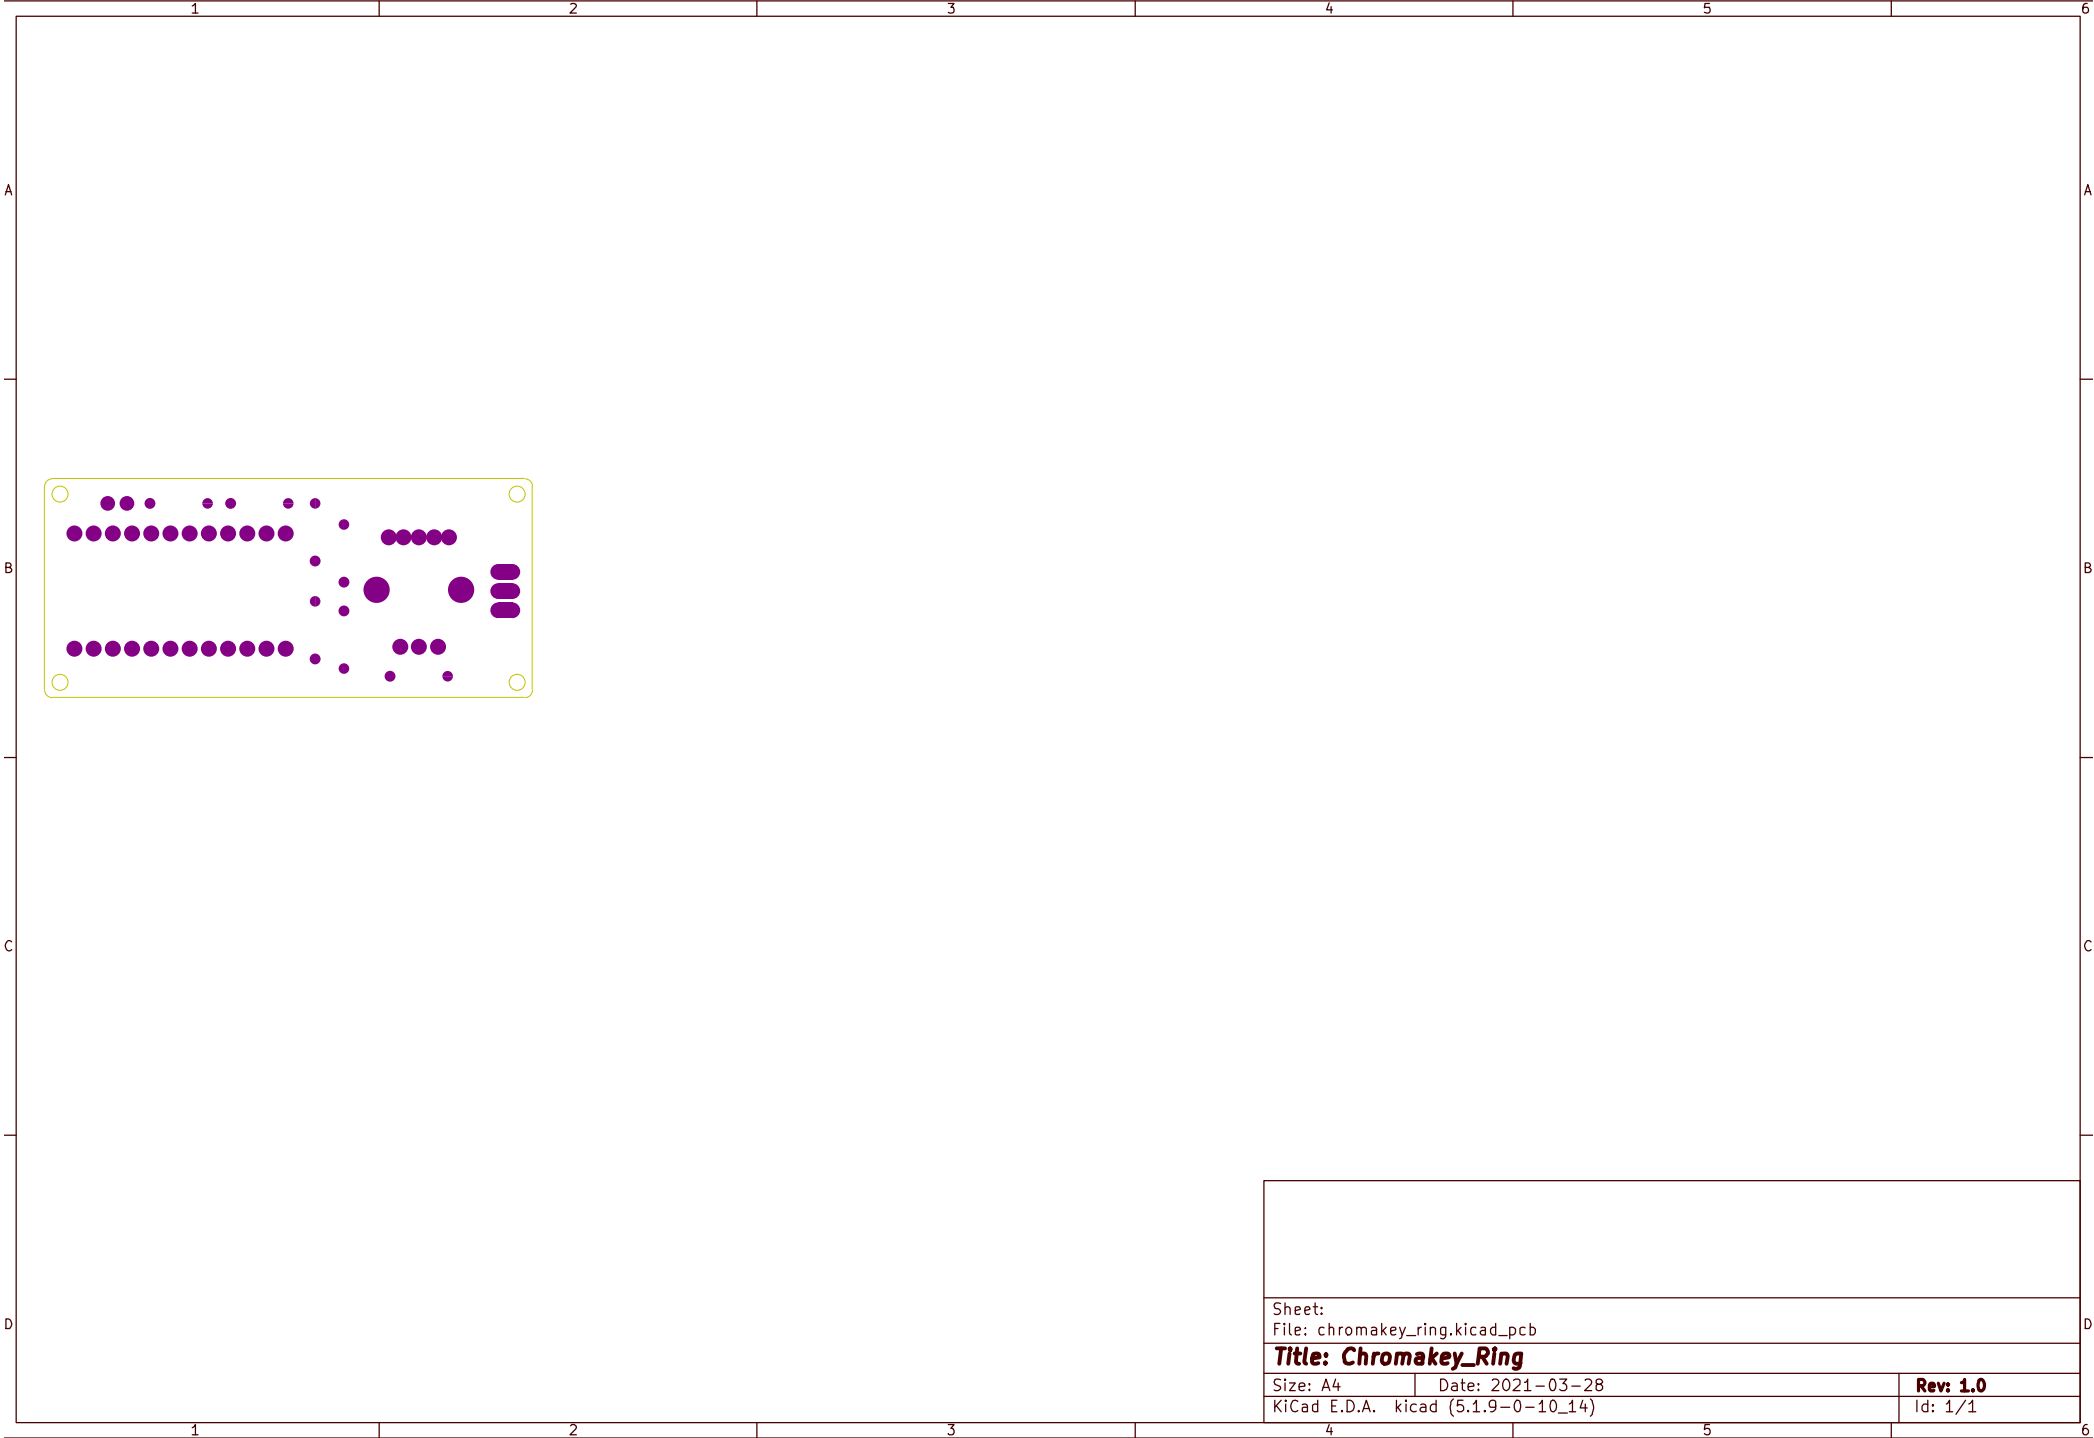 1 2 3 4 5 6
A A
B B
C C
D D
Sheet:
File: chromakey_ring.kicad_pcb
Title: Chromakey_Ring
Size: A4 Date: 2021-03-28 Rev: 1.0
KiCad E.D.A. kicad (5.1.9-0-10_14) Id: 1/1
1 2 3 4 5 6